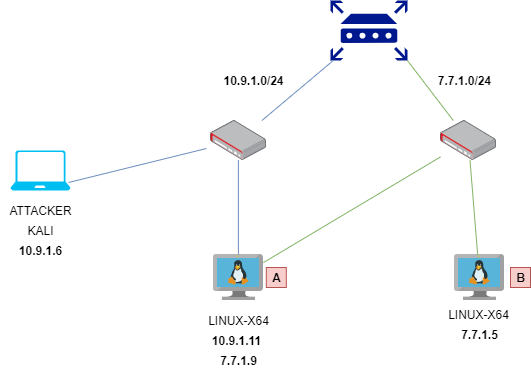 10.9.1.0/24
7.7.1.0/24
ATTACKER
KALI
10.9.1.6
A
LINUX-X64
10.9.1.11
7.7.1.9
B
LINUX-X64
7.7.1.5